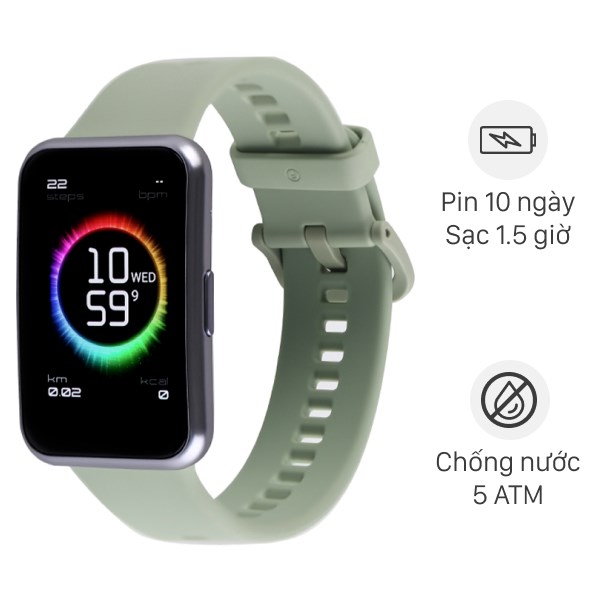 22 --
steps bpm
10
WED
9
59
km kcal
0.02 0
Pin 10 ngày
Sạc 1.5 giờ
Chống nước
5 ATM